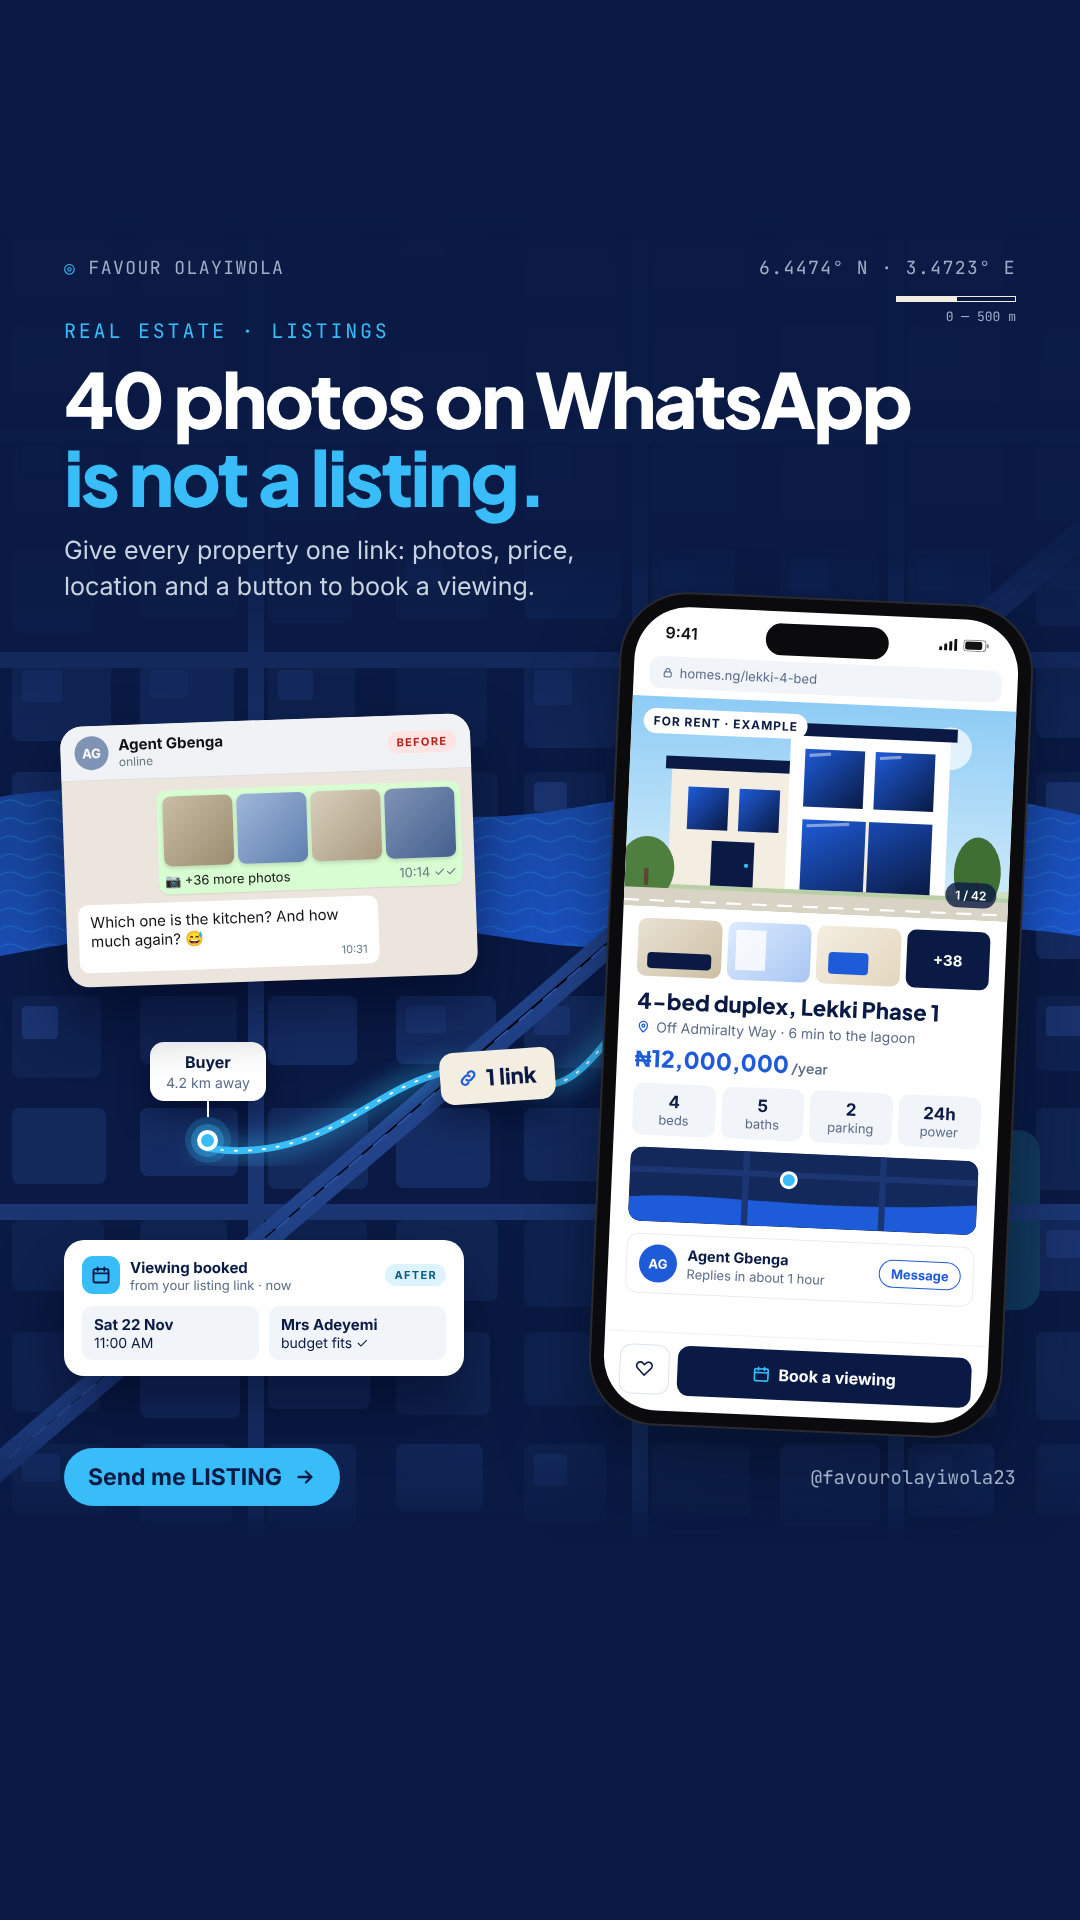 ◎ FAVOUR OLAYIWOLA
6.4474° N · 3.4723° E
0 — 500 m
REAL ESTATE · LISTINGS
40 photos on WhatsApp
is not a listing.
Give every property one link: photos, price,
location and a button to book a viewing.
AG
Agent Gbenga
online
BEFORE
📷 +36 more photos
10:14 ✓✓
Which one is the kitchen? And how
much again? 😅
10:31
Buyer
4.2 km away
1 link
Viewing booked
from your listing link · now
AFTER
Sat 22 Nov
11:00 AM
Mrs Adeyemi
budget fits ✓
9:41
homes.ng/lekki-4-bed
FOR RENT · EXAMPLE
1 / 42
+38
4-bed duplex, Lekki Phase 1
Off Admiralty Way · 6 min to the lagoon
₦12,000,000 /year
4
beds
5
baths
2
parking
24h
power
AG
Agent Gbenga
Replies in about 1 hour
Message
Book a viewing
Send me LISTING →
@favourolayiwola23